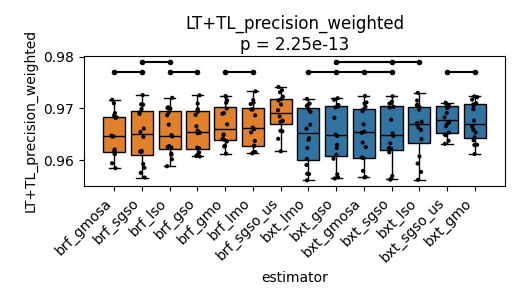 LT+TL_precision_weighted
p = 2.25e-13
LT+TL_precision_weighted
0.98
0.97
0.96
brf_gmosa
brf_sgso
brf_lso
brf_gso
brf_gmo
brf_lmo
brf_sgso_us
bxt_lmo
bxt_gso
bxt_gmosa
bxt_sgso
bxt_lso
bxt_sgso_us
bxt_gmo
estimator